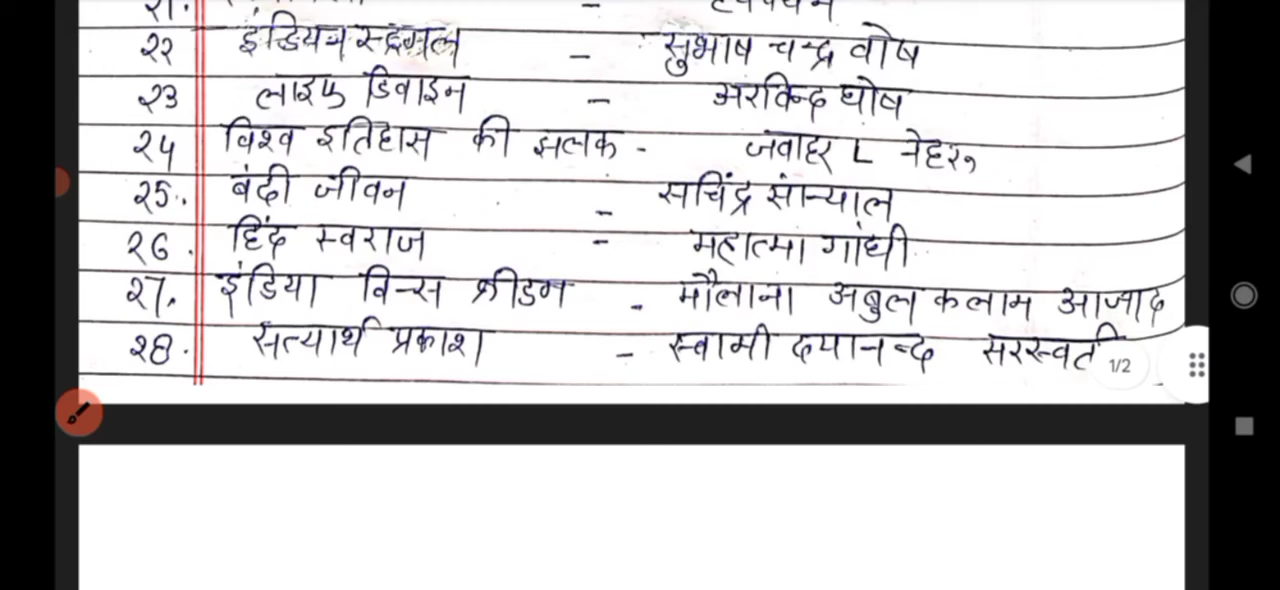 २१. -
२२ इंडियन स्ट्रगल - सुभाष चन्द्र वोष
२३ लाइफ डिवाइन - अरविन्द घोष
२४ विश्व इतिहास की झलक - जवाहर L नेहरु
२५. बंदी जीवन - सचिंद्र सांन्याल
२६. हिंद स्वराज - महात्मा गांधी
२७. इंडिया विन्स फ्रीडम - मौलाना अबुल कलाम आजाद
२८. सत्यार्थ प्रकाश - स्वामी दयानन्द सरस्वती
1/2